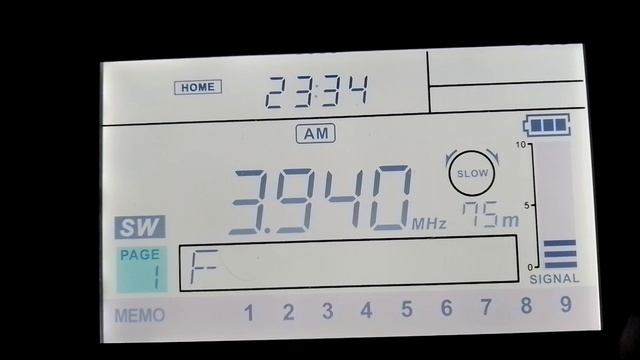 HOME 23:34
AM
10
SLOW
3.940 MHz 75m
SW
5
PAGE
1
F
0
SIGNAL
MEMO 1 2 3 4 5 6 7 8 9